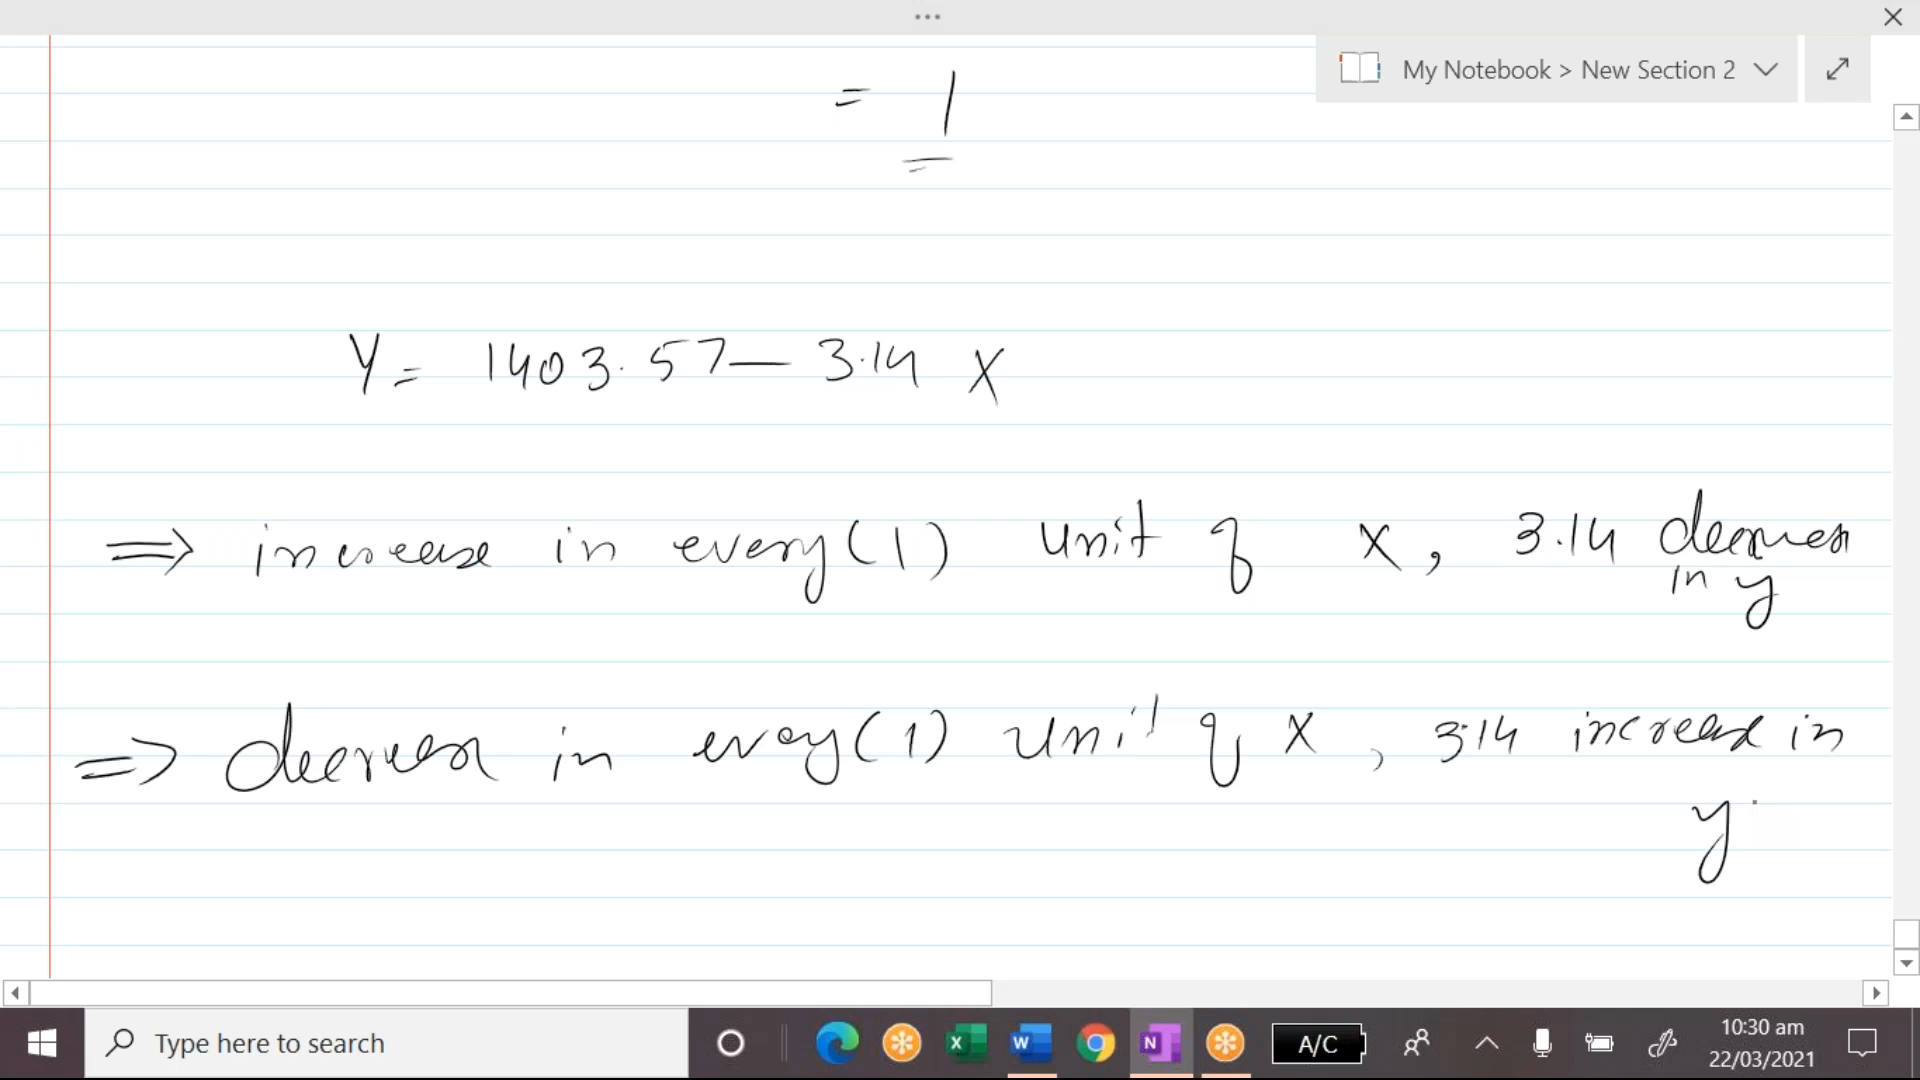 ...
My Notebook > New Section 2
= 1
Y = 1403.57 — 3.14 X
⇒ increase in every (1) unit of X, 3.14 decrease
in y
⇒ decrease in every (1) unit of X, 3.14 increase in
y.
Type here to search
A/C
10:30 am
22/03/2021